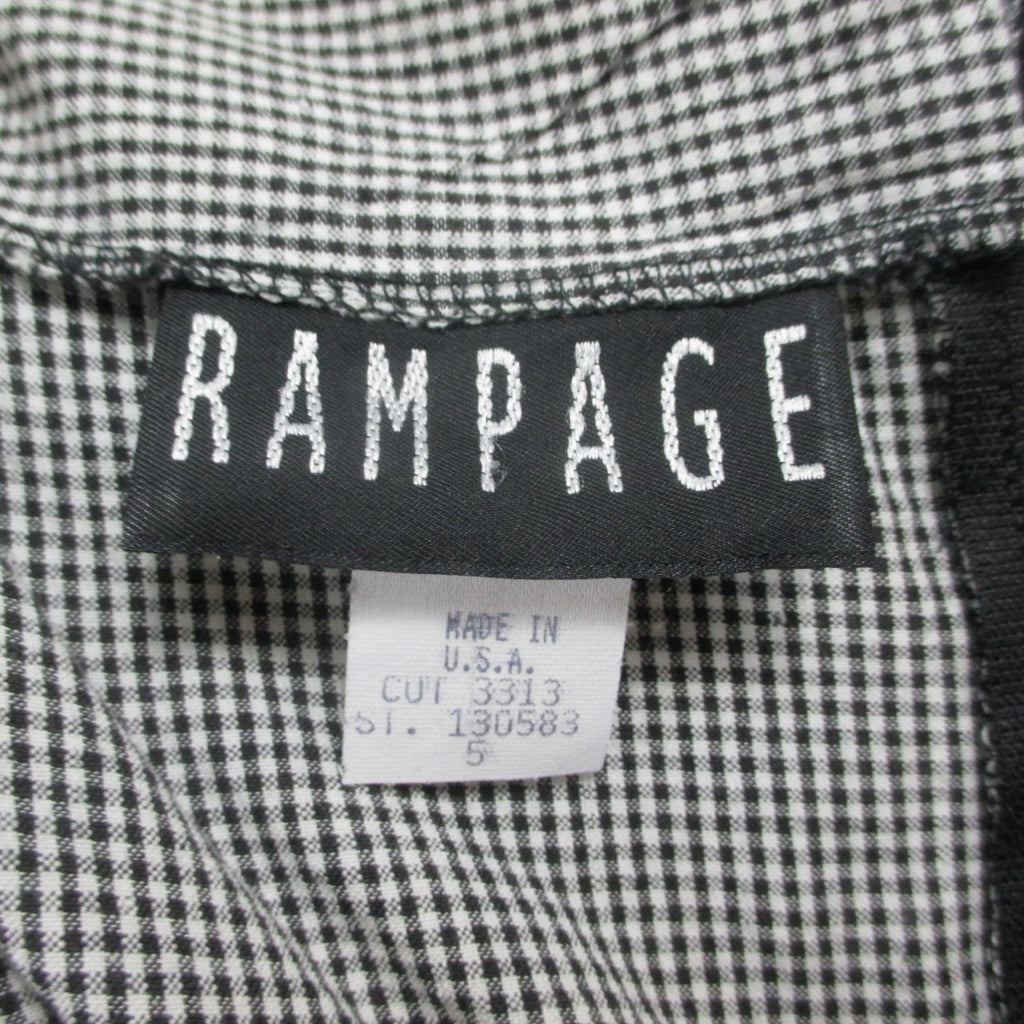 RAMPAGE
MADE IN
U.S.A.
CUT 3313
ST. 130583
5